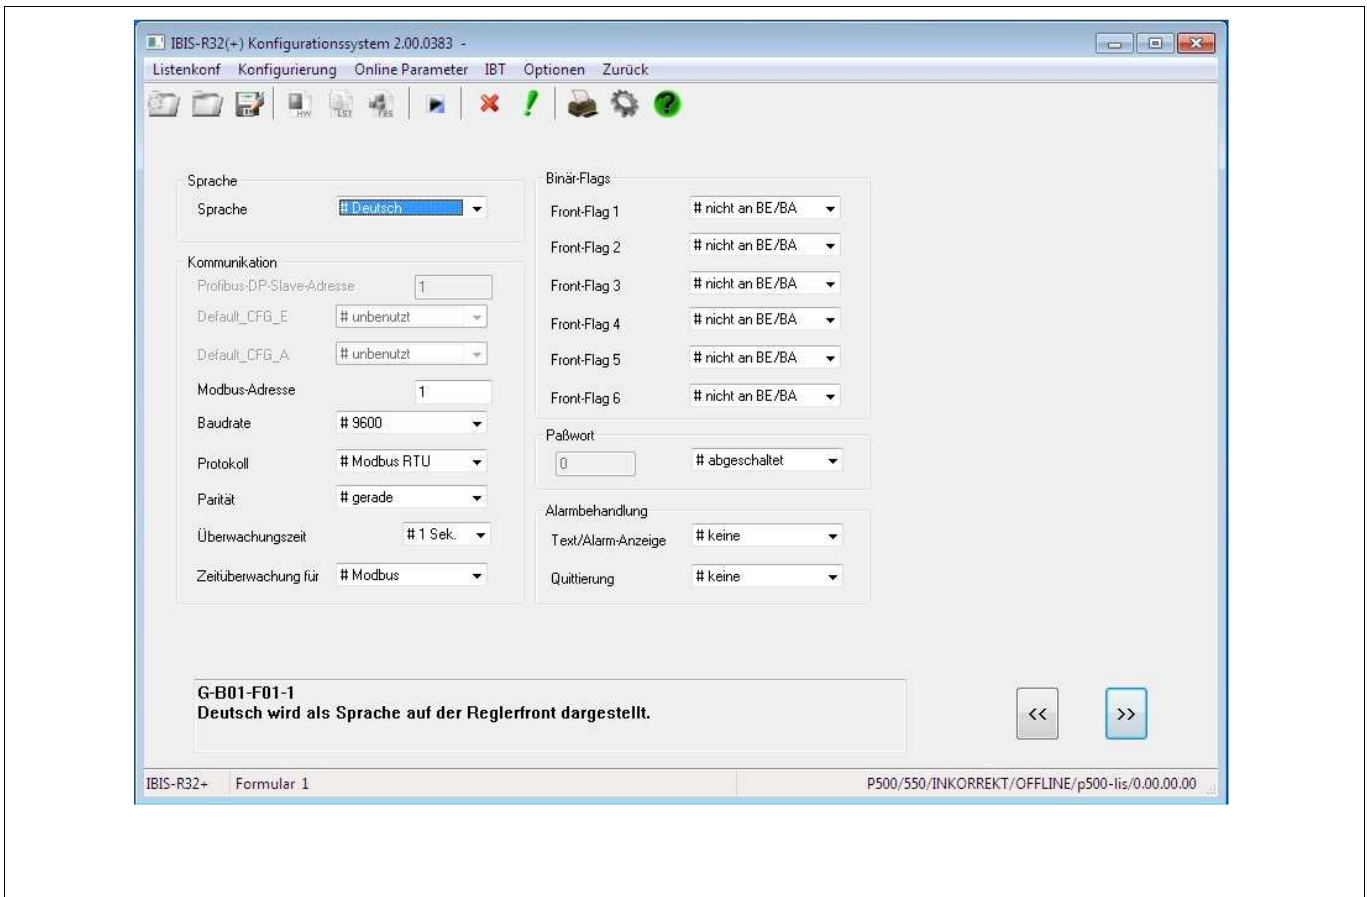 IBIS-R32(+) Konfigurationssystem 2.00.0383 -
Listenkonf Konfigurierung Online Parameter IBT Optionen Zurück
HW LST FBS
Sprache
Sprache # Deutsch
Kommunikation
Profibus-DP-Slave-Adresse 1
Default_CFG_E # unbenutzt
Default_CFG_A # unbenutzt
Modbus-Adresse 1
Baudrate # 9600
Protokoll # Modbus RTU
Parität # gerade
Überwachungszeit # 1 Sek.
Zeitüberwachung für # Modbus
Binär-Flags
Front-Flag 1 # nicht an BE/BA
Front-Flag 2 # nicht an BE/BA
Front-Flag 3 # nicht an BE/BA
Front-Flag 4 # nicht an BE/BA
Front-Flag 5 # nicht an BE/BA
Front-Flag 6 # nicht an BE/BA
Paßwort
0 # abgeschaltet
Alarmbehandlung
Text/Alarm-Anzeige # keine
Quittierung # keine
G-B01-F01-1
Deutsch wird als Sprache auf der Reglerfront dargestellt.
<< >>
IBIS-R32+ Formular 1 P500/550/INKORREKT/OFFLINE/p500-lis/0.00.00.00